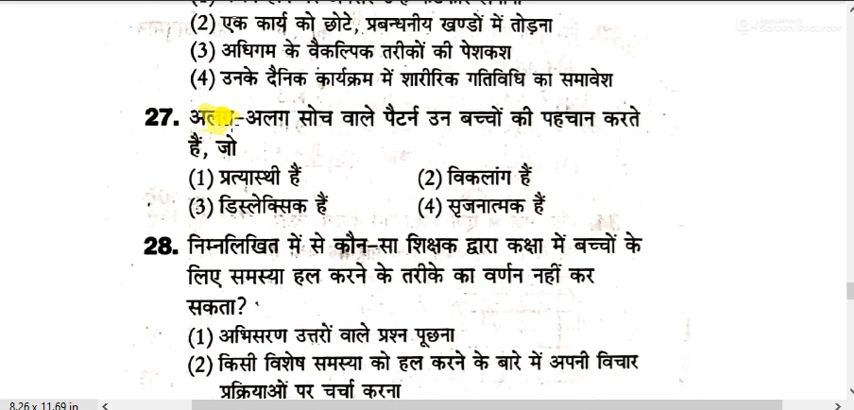 (2) एक कार्य को छोटे, प्रबन्धनीय खण्डों में तोड़ना
(3) अधिगम के वैकल्पिक तरीकों की पेशकश
(4) उनके दैनिक कार्यक्रम में शारीरिक गतिविधि का समावेश
27. अलग-अलग सोच वाले पैटर्न उन बच्चों की पहचान करते
हैं, जो
(1) प्रत्यास्थी हैं (2) विकलांग हैं
(3) डिस्लेक्सिक हैं (4) सृजनात्मक हैं
28. निम्नलिखित में से कौन-सा शिक्षक द्वारा कक्षा में बच्चों के
लिए समस्या हल करने के तरीके का वर्णन नहीं कर
सकता?
(1) अभिसरण उत्तरों वाले प्रश्न पूछना
(2) किसी विशेष समस्या को हल करने के बारे में अपनी विचार
प्रक्रियाओं पर चर्चा करना
8.26 x 11.69 in